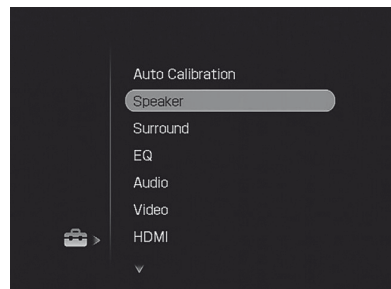 Auto Calibration
Speaker
Surround
EQ
Audio
Video
HDMI